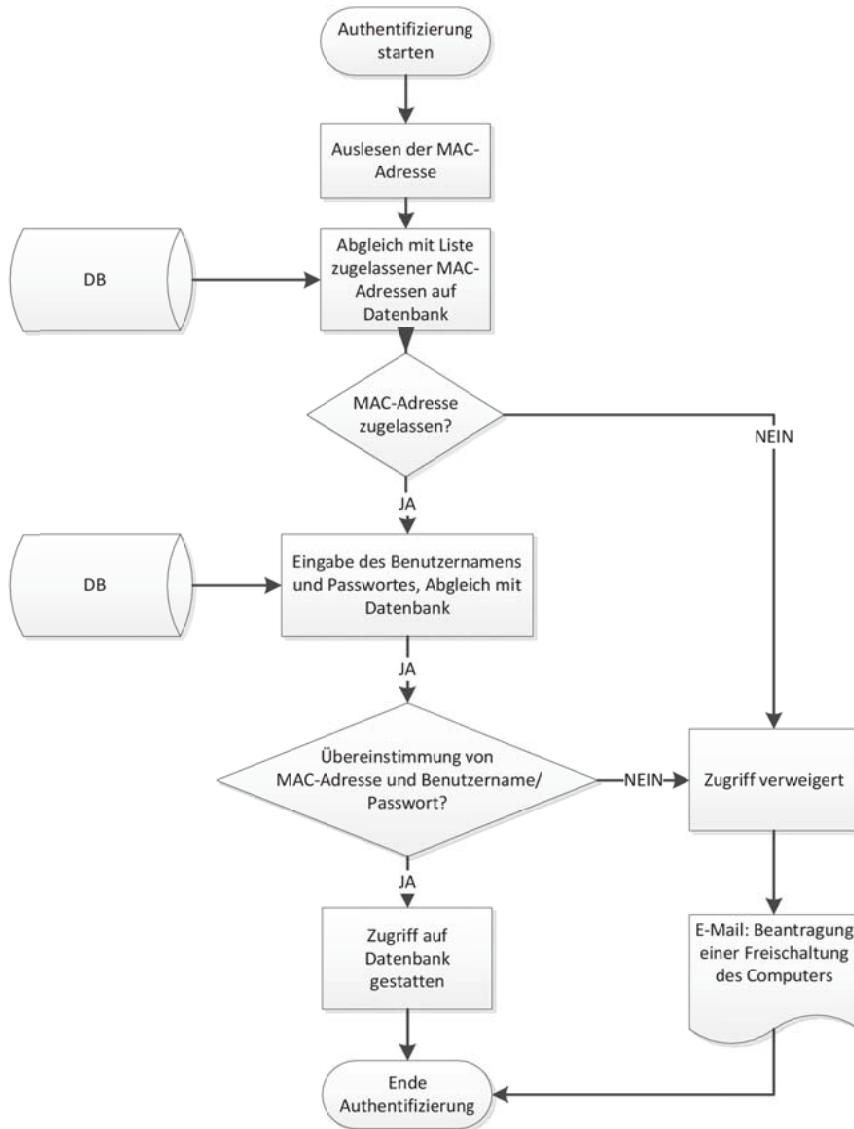 Authentifizierung
starten
Auslesen der MAC-
Adresse
DB
Abgleich mit Liste
zugelassener MAC-
Adressen auf
Datenbank
MAC-Adresse
zugelassen?
NEIN
JA
DB
Eingabe des Benutzernamens
und Passwortes, Abgleich mit
Datenbank
JA
Übereinstimmung von
MAC-Adresse und Benutzername/
Passwort?
NEIN
Zugriff verweigert
JA
Zugriff auf
Datenbank
gestatten
E-Mail: Beantragung
einer Freischaltung
des Computers
Ende
Authentifizierung